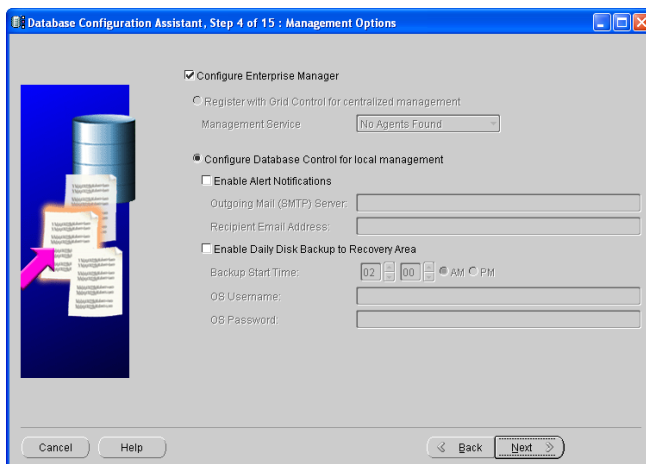 Database Configuration Assistant, Step 4 of 15 : Management Options
Configure Enterprise Manager
Register with Grid Control for centralized management
Management Service No Agents Found
Configure Database Control for local management
Enable Alert Notifications
Outgoing Mail (SMTP) Server:
Recipient Email Address:
Enable Daily Disk Backup to Recovery Area
Backup Start Time: 02 00 AM PM
OS Username:
OS Password:
Cancel Help Back Next